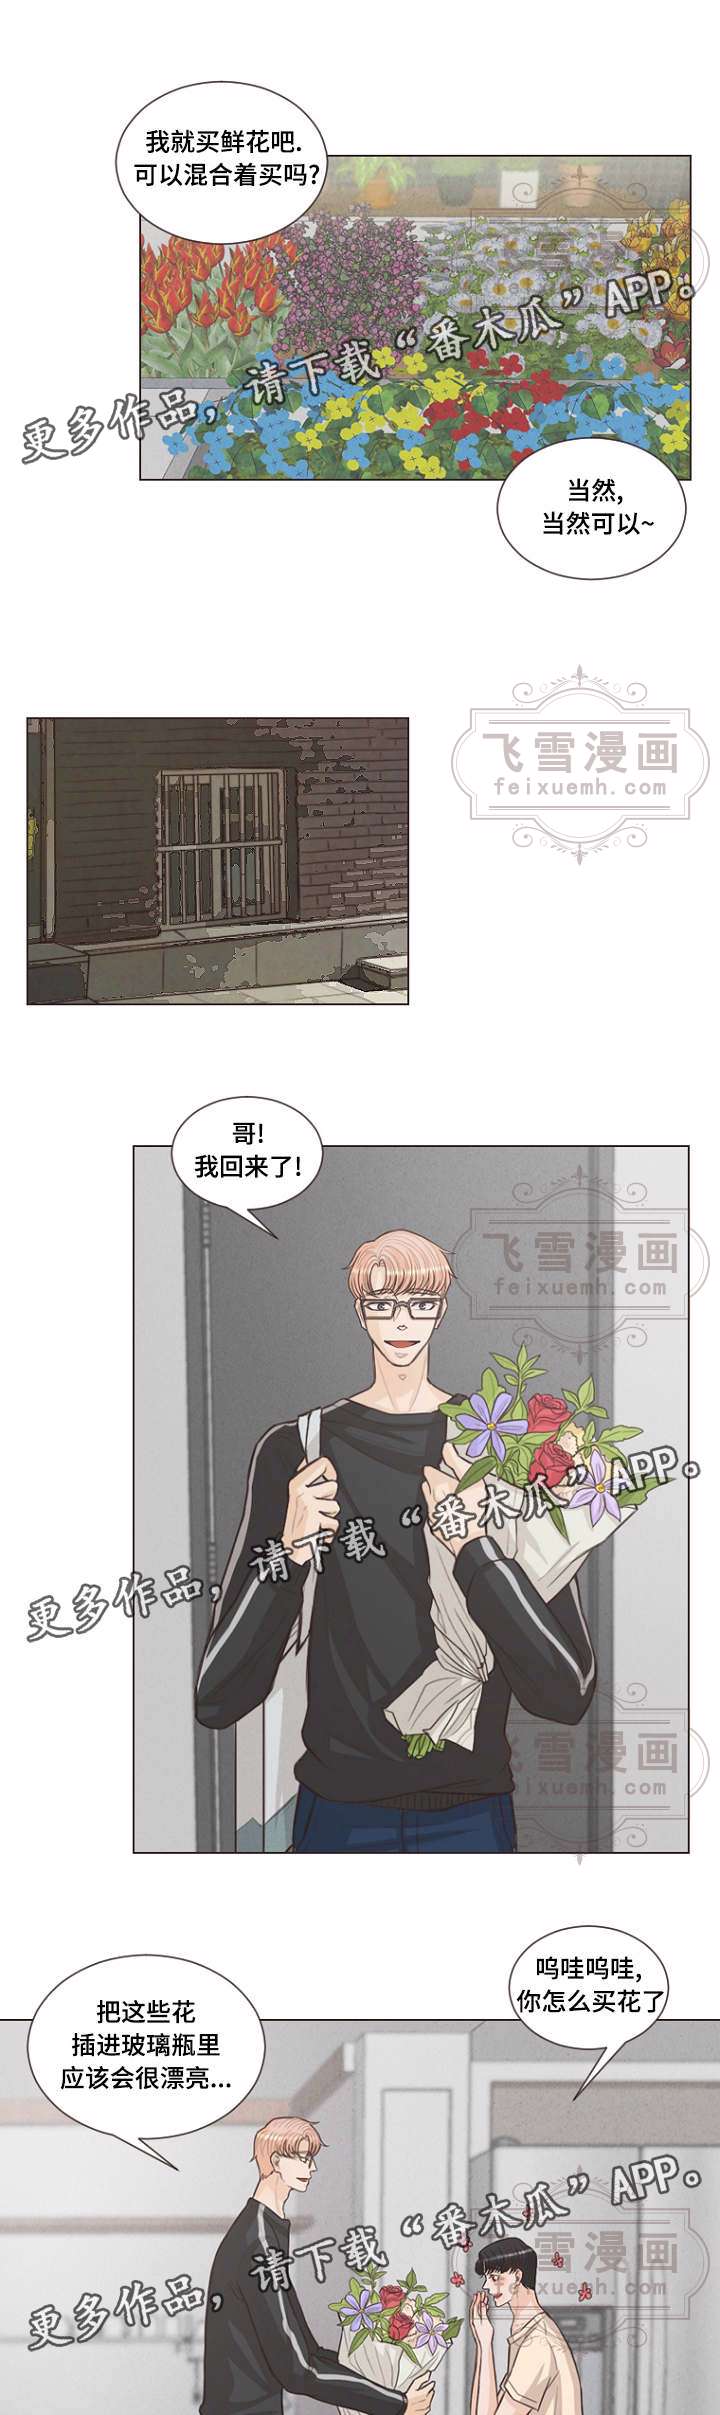 我就买鲜花吧.
可以混合着买吗?
更多作品，请下载“番木瓜”APP。
当然,
当然可以~
飞雪漫画
feixuemh.com
哥!
我回来了!
飞雪漫画
feixuemh.com
更多作品，请下载“番木瓜”APP。
飞雪漫画
feixuemh.com
呜哇呜哇,
你怎么买花了
把这些花
插进玻璃瓶里
应该会很漂亮...
更多作品，请下载“番木瓜”APP。
飞雪漫画
feixuemh.com